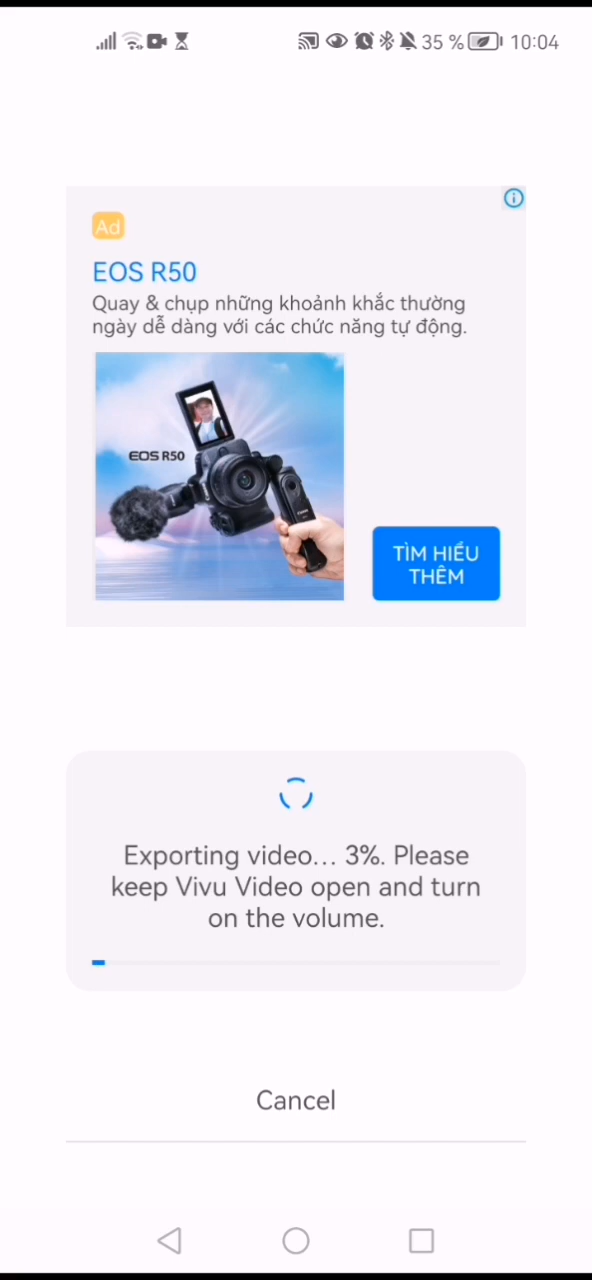 35 % 10:04
Ad
EOS R50
Quay & chụp những khoảnh khắc thường
ngày dễ dàng với các chức năng tự động.
EOS R50
TÌM HIỂU
THÊM
Exporting video... 3%. Please
keep Vivu Video open and turn
on the volume.
Cancel